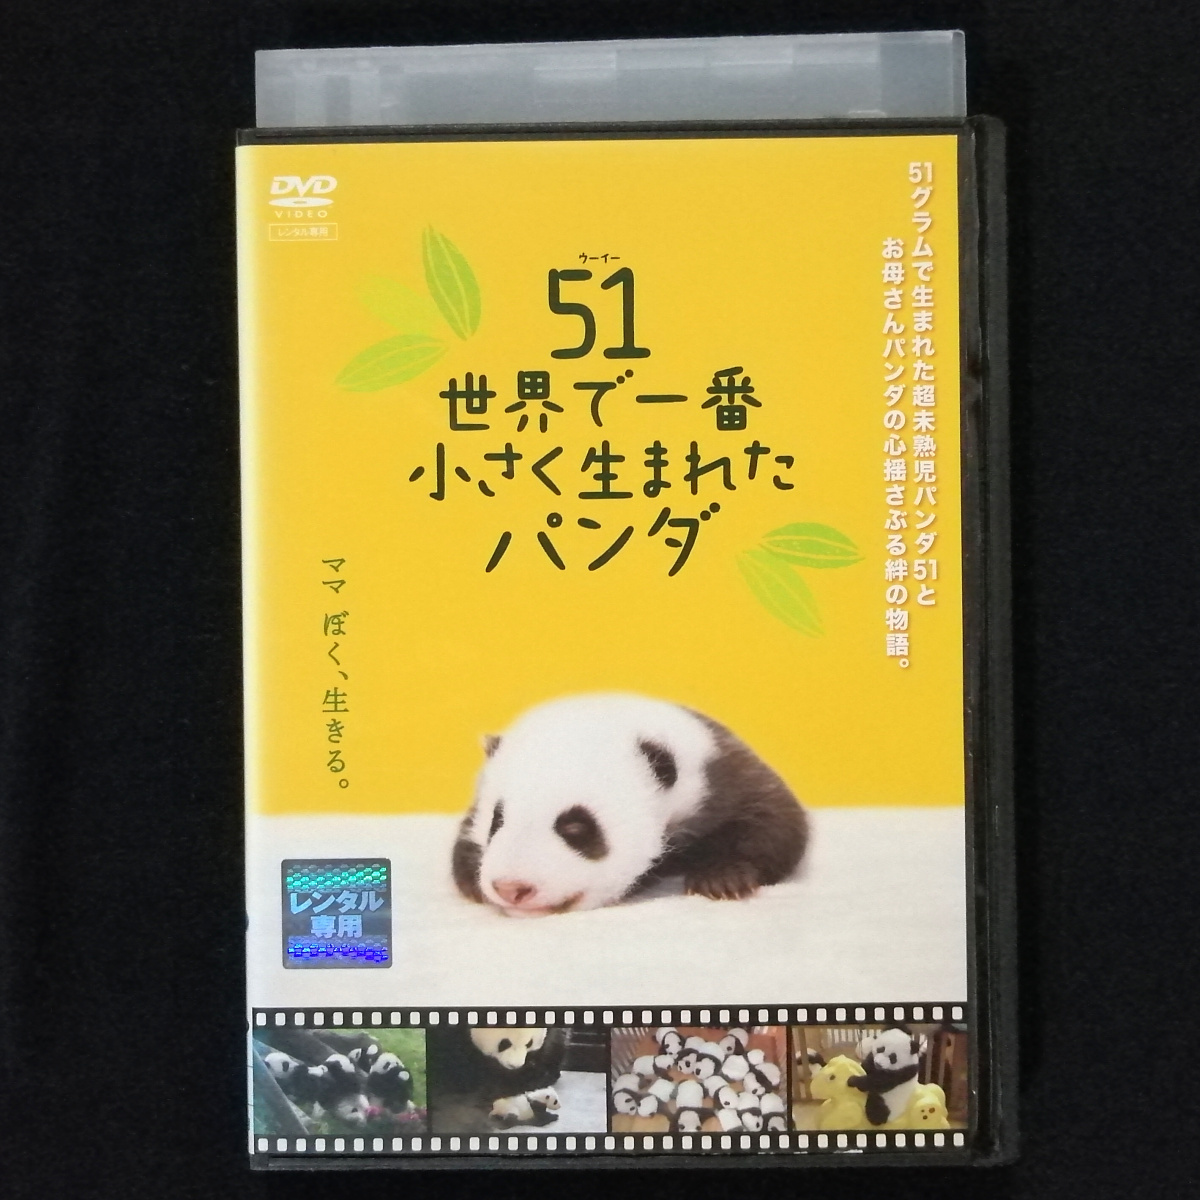 DVD
VIDEO
レンタル専用
51グラムで生まれた超未熟児パンダ51と
お母さんパンダの心揺さぶる絆の物語。
ウーイー
51
世界で一番
小さく生まれた
パンダ
ママ ぼく、生きる。
レンタル
専用